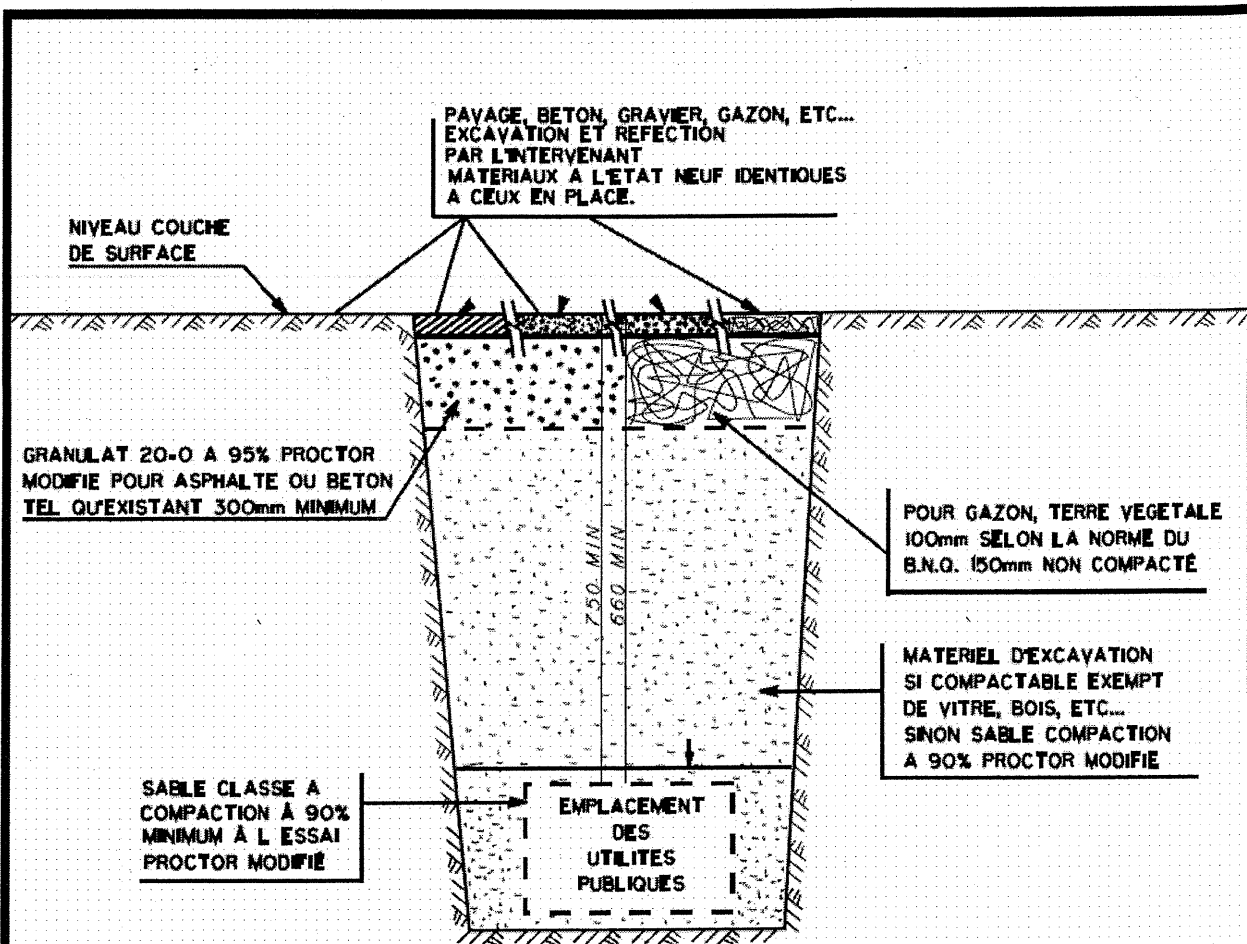 PAVAGE, BETON, GRAVIER, GAZON, ETC...
EXCAVATION ET REFECTION
PAR L'INTERVENANT
MATERIAUX A L'ETAT NEUF IDENTIQUES
A CEUX EN PLACE.
NIVEAU COUCHE
DE SURFACE
GRANULAT 20-0 A 95% PROCTOR
MODIFIE POUR ASPHALTE OU BETON
TEL QU'EXISTANT 300mm MINIMUM
POUR GAZON, TERRE VEGETALE
100mm SELON LA NORME DU
B.N.Q. 150mm NON COMPACTÉ
750 MIN
660 MIN
MATERIEL D'EXCAVATION
SI COMPACTABLE EXEMPT
DE VITRE, BOIS, ETC...
SINON SABLE COMPACTION
A 90% PROCTOR MODIFIE
SABLE CLASSE A
COMPACTION À 90%
MINIMUM À L ESSAI
PROCTOR MODIFIÉ
EMPLACEMENT
DES
UTILITES
PUBLIQUES